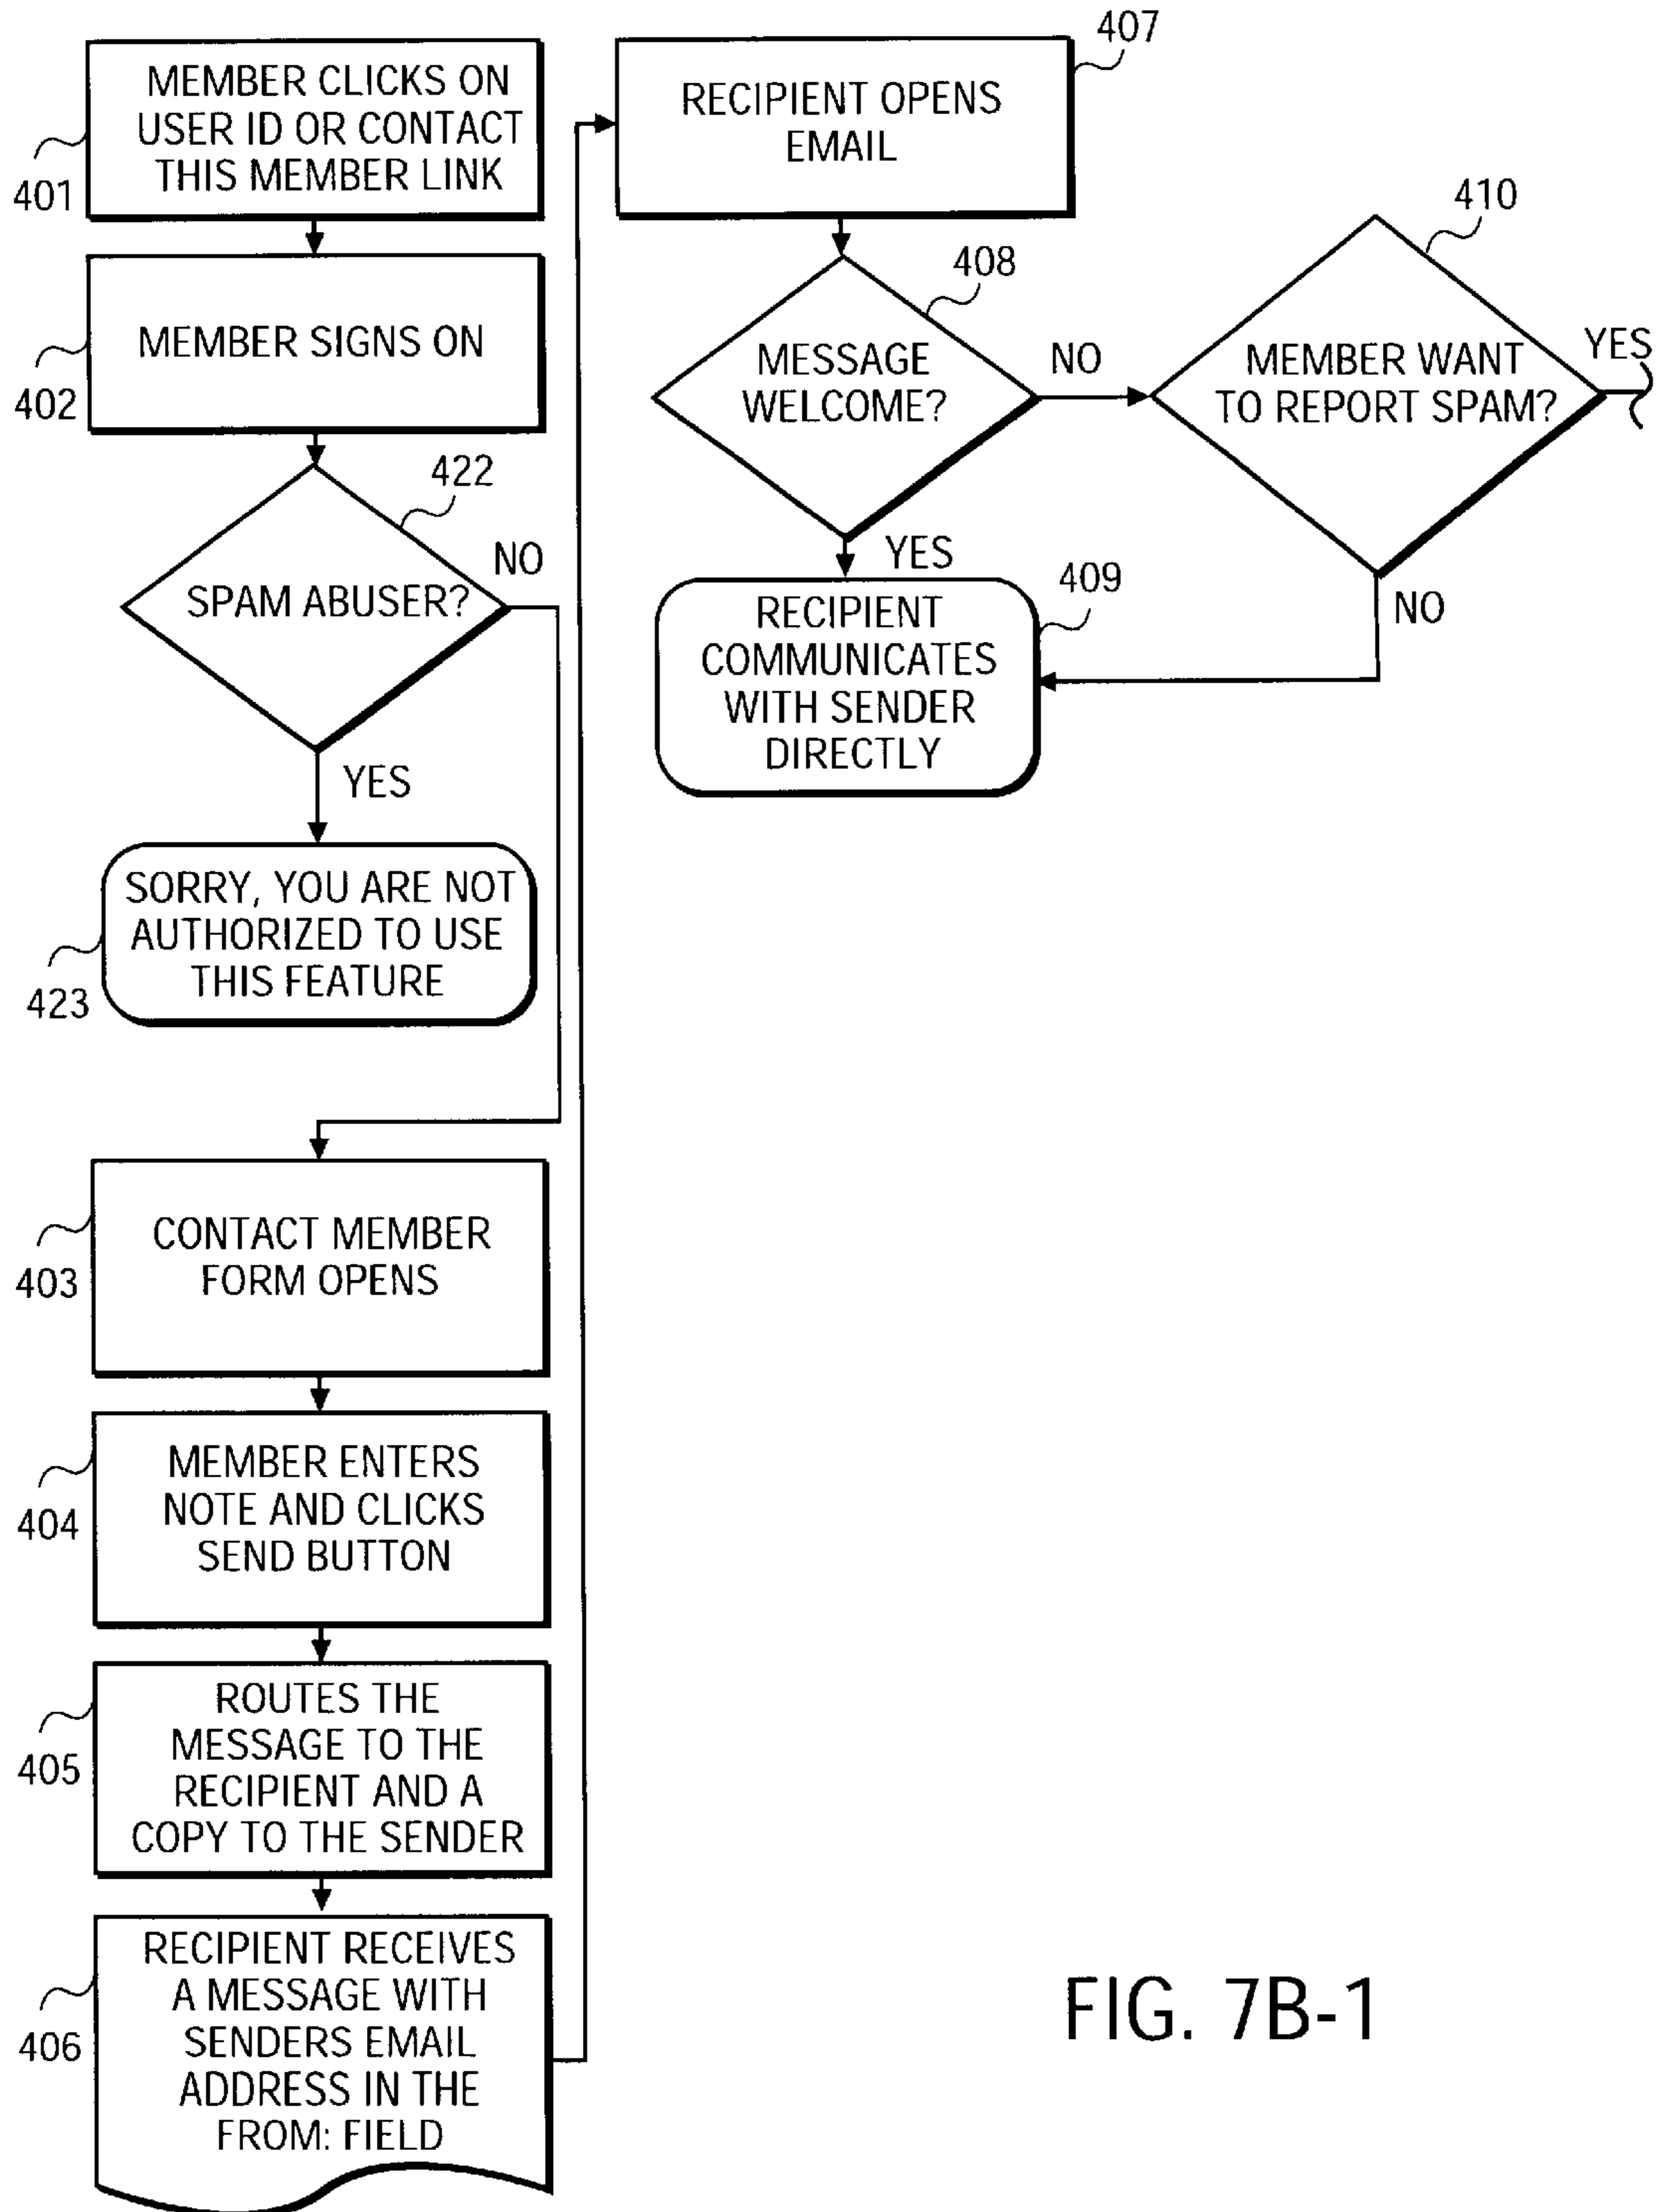 MEMBER CLICKS ON
USER ID OR CONTACT
THIS MEMBER LINK
401
MEMBER SIGNS ON
402
422
SPAM ABUSER?
NO
YES
SORRY, YOU ARE NOT
AUTHORIZED TO USE
THIS FEATURE
423
CONTACT MEMBER
FORM OPENS
403
MEMBER ENTERS
NOTE AND CLICKS
SEND BUTTON
404
ROUTES THE
MESSAGE TO THE
RECIPIENT AND A
COPY TO THE SENDER
405
RECIPIENT RECEIVES
A MESSAGE WITH
SENDERS EMAIL
ADDRESS IN THE
FROM: FIELD
406
407
RECIPIENT OPENS
EMAIL
408
MESSAGE
WELCOME?
NO
YES
409
RECIPIENT
COMMUNICATES
WITH SENDER
DIRECTLY
410
MEMBER WANT
TO REPORT SPAM?
YES
NO
FIG. 7B-1